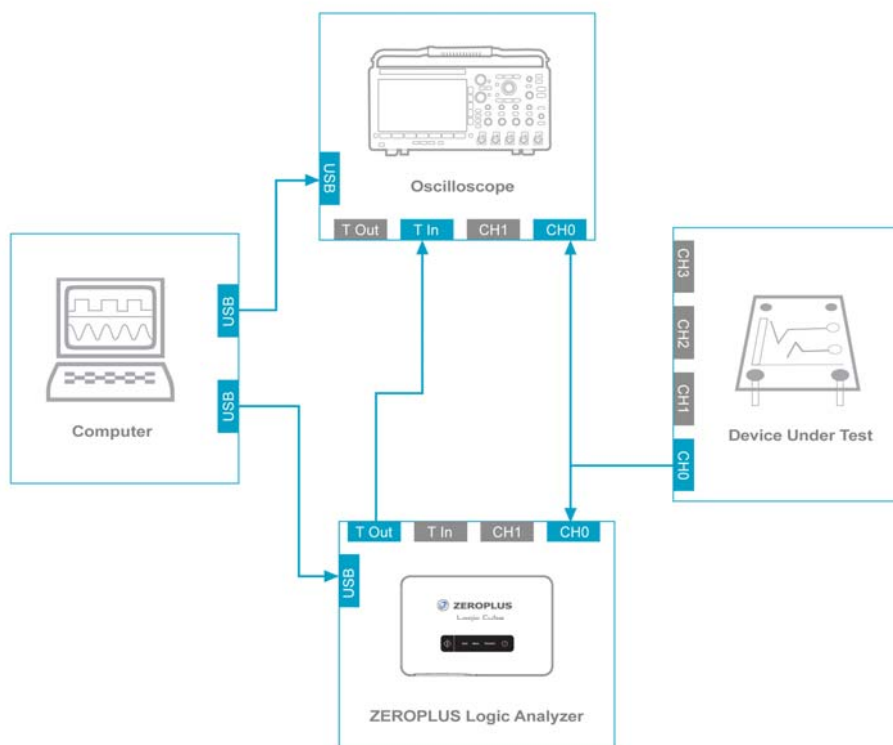 USB
Oscilloscope
T Out
T In
CH1
CH0
USB
USB
Computer
CH3
CH2
CH1
CH0
Device Under Test
T Out
T In
CH1
CH0
USB
ZEROPLUS
Logic Cube
ZEROPLUS Logic Analyzer